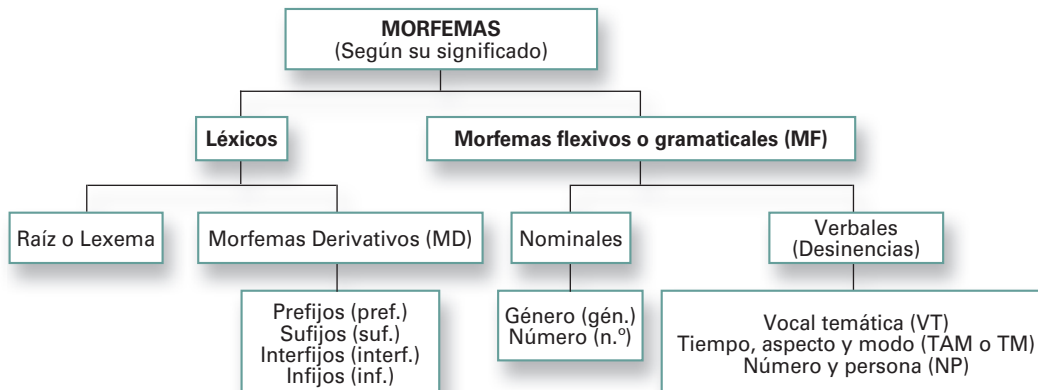 MORFEMAS
(Según su significado)
Léxicos
Morfemas flexivos o gramaticales (MF)
Raíz o Lexema
Morfemas Derivativos (MD)
Nominales
Verbales
(Desinencias)
Prefijos (pref.)
Sufijos (suf.)
Interfijos (interf.)
Infijos (inf.)
Género (gén.)
Número (n.º)
Vocal temática (VT)
Tiempo, aspecto y modo (TAM o TM)
Número y persona (NP)